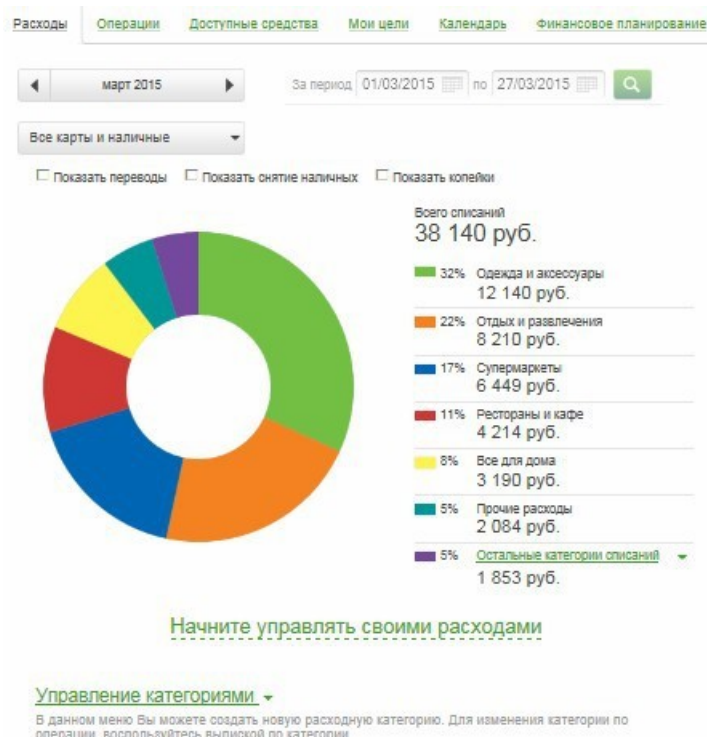 Расходы Операции Доступные средства Мои цели Календарь Финансовое планирование
март 2015 За период 01/03/2015 по 27/03/2015
Все карты и наличные
Показать переводы Показать снятие наличных Показать копейки
Всего списаний
38 140 руб.
32% Одежда и аксессуары
12 140 руб.
22% Отдых и развлечения
8 210 руб.
17% Супермаркеты
6 449 руб.
11% Рестораны и кафе
4 214 руб.
8% Все для дома
3 190 руб.
5% Прочие расходы
2 084 руб.
5% Остальные категории списаний
1 853 руб.
Начните управлять своими расходами
Управление категориями
В данном меню Вы можете создать новую расходную категорию. Для изменения категории по
операции, воспользуйтесь выпиской по категории